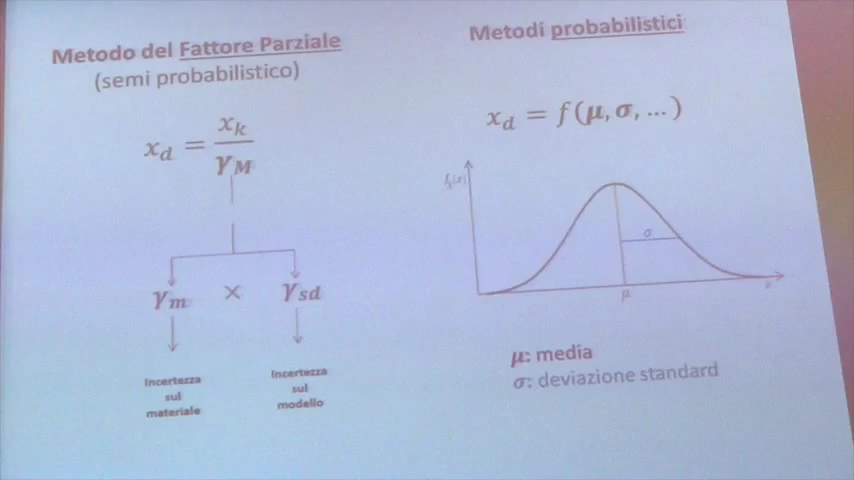 Metodo del Fattore Parziale
(semi probabilistico)
x_d = x_k / γ_M
γ_m × γ_sd
Incertezza
sul
materiale
Incertezza
sul
modello
Metodi probabilistici
x_d = f(μ, σ, ...)
f_x(x)
σ
μ
x
μ: media
σ: deviazione standard